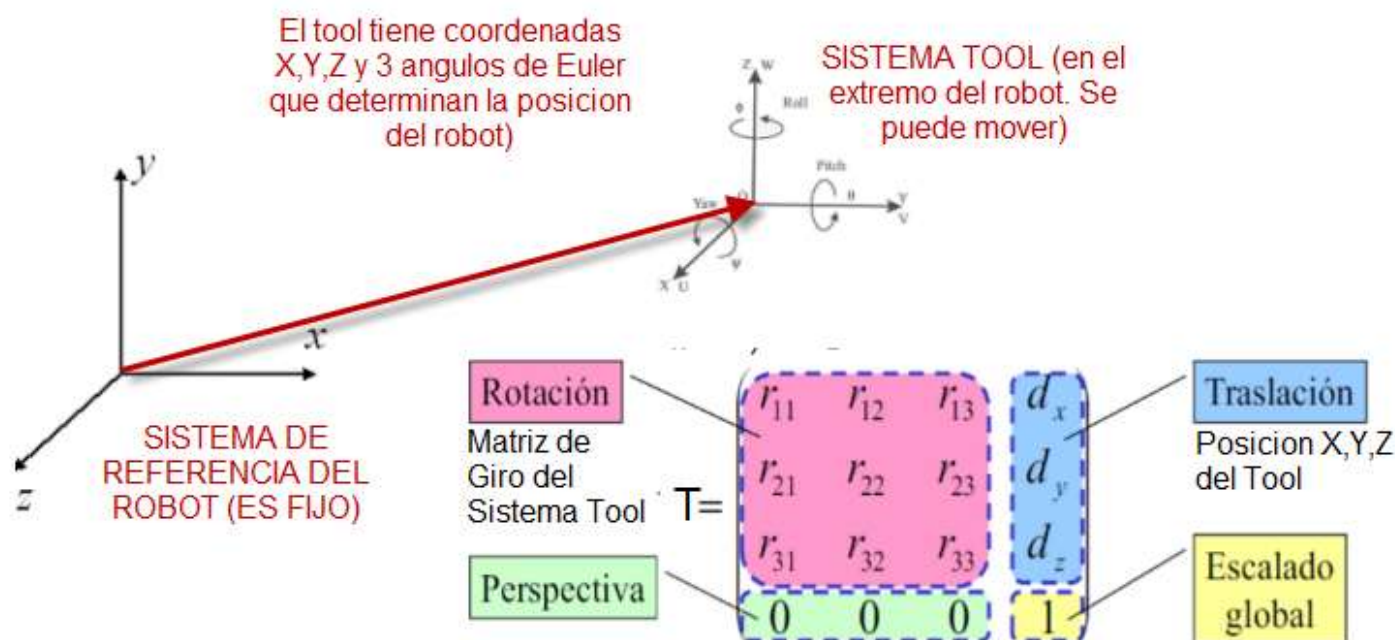 El tool tiene coordenadas
X,Y,Z y 3 angulos de Euler
que determinan la posicion
del robot)
SISTEMA TOOL (en el
extremo del robot. Se
puede mover)
Z, W
ϕ
Roll
Pitch
θ
Y
V
O
Yaw
Ψ
X U
y
x
z
SISTEMA DE
REFERENCIA DEL
ROBOT (ES FIJO)
Rotación
Matriz de
Giro del
Sistema Tool
T=
r11 r12 r13 dx
r21 r22 r23 dy
r31 r32 r33 dz
0 0 0 1
Traslación
Posicion X,Y,Z
del Tool
Perspectiva
Escalado
global